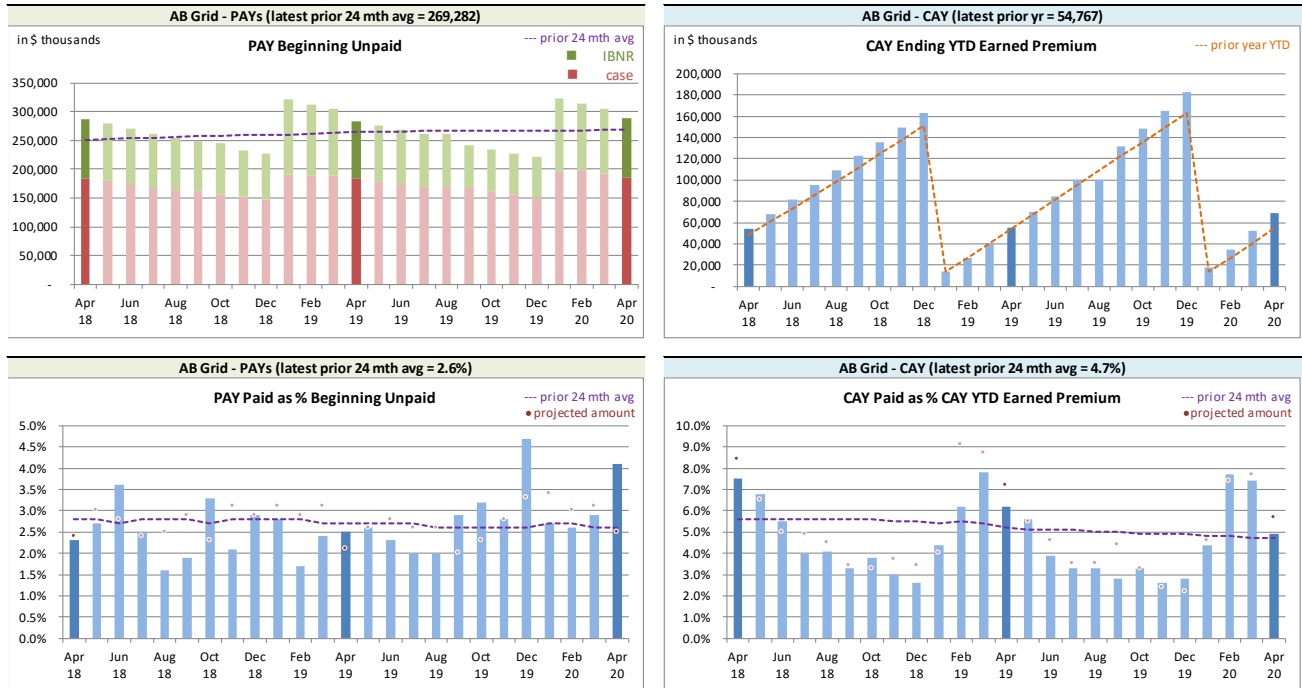 AB Grid - PAYs (latest prior 24 mth avg = 269,282)
in $ thousands
PAY Beginning Unpaid
--- prior 24 mth avg
IBNR
case
350,000
300,000
250,000
200,000
150,000
100,000
50,000
-
Apr Jun Aug Oct Dec Feb Apr Jun Aug Oct Dec Feb Apr
18 18 18 18 18 19 19 19 19 19 19 20 20
AB Grid - CAY (latest prior yr = 54,767)
in $ thousands
CAY Ending YTD Earned Premium
--- prior year YTD
200,000
180,000
160,000
140,000
120,000
100,000
80,000
60,000
40,000
20,000
-
Apr Jun Aug Oct Dec Feb Apr Jun Aug Oct Dec Feb Apr
18 18 18 18 18 19 19 19 19 19 19 20 20
AB Grid - PAYs (latest prior 24 mth avg = 2.6%)
PAY Paid as % Beginning Unpaid
--- prior 24 mth avg
• projected amount
5.0%
4.5%
4.0%
3.5%
3.0%
2.5%
2.0%
1.5%
1.0%
0.5%
0.0%
Apr Jun Aug Oct Dec Feb Apr Jun Aug Oct Dec Feb Apr
18 18 18 18 18 19 19 19 19 19 19 20 20
AB Grid - CAY (latest prior 24 mth avg = 4.7%)
CAY Paid as % CAY YTD Earned Premium
--- prior 24 mth avg
• projected amount
10.0%
9.0%
8.0%
7.0%
6.0%
5.0%
4.0%
3.0%
2.0%
1.0%
0.0%
Apr Jun Aug Oct Dec Feb Apr Jun Aug Oct Dec Feb Apr
18 18 18 18 18 19 19 19 19 19 19 20 20